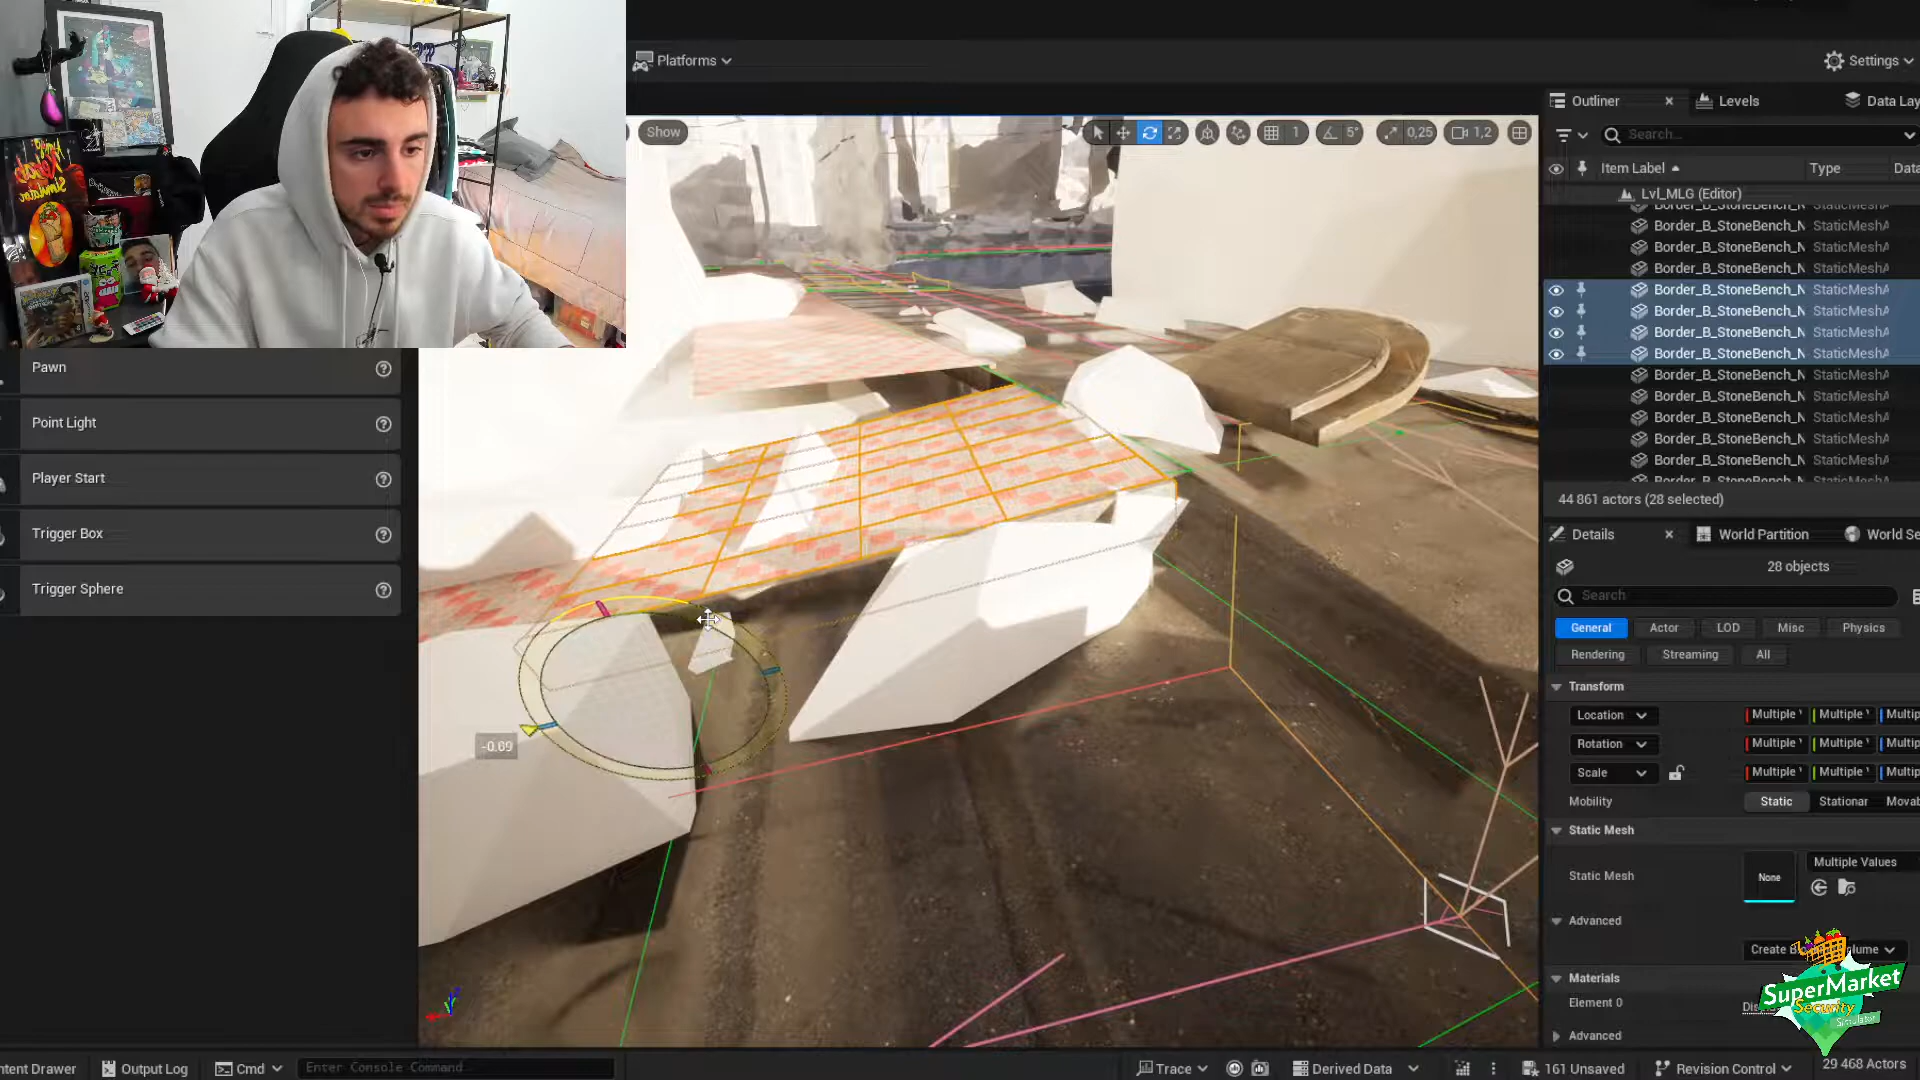 Platforms
Settings
Show
1
5°
0,25
1,2
Outliner
Levels
Data Lay
Search...
Item Label
Type
Data
Lvl_MLG (Editor)
Border_B_StoneBench_N StaticMeshA
Border_B_StoneBench_N StaticMeshA
Border_B_StoneBench_N StaticMeshA
Border_B_StoneBench_N StaticMeshA
Border_B_StoneBench_N StaticMeshA
Border_B_StoneBench_N StaticMeshA
Border_B_StoneBench_N StaticMeshA
Border_B_StoneBench_N StaticMeshA
Border_B_StoneBench_N StaticMeshA
Border_B_StoneBench_N StaticMeshA
Border_B_StoneBench_N StaticMeshA
Border_B_StoneBench_N StaticMeshA
Border_B_StoneBench_N StaticMeshA
44 861 actors (28 selected)
Details
World Partition
World Se
28 objects
Search
General
Actor
LOD
Misc
Physics
Rendering
Streaming
All
Transform
Location
Multiple
Multiple
Multip
Rotation
Multiple
Multiple
Multip
Scale
Multiple
Multiple
Multip
Mobility
Static
Stationar
Movab
Static Mesh
Static Mesh
None
Multiple Values
Advanced
Materials
Element 0
Advanced
SuperMarket
Security
Simulator
Pawn
Point Light
Player Start
Trigger Box
Trigger Sphere
-0.09
ntent Drawer
Output Log
Cmd
Enter Console Command
Trace
Derived Data
161 Unsaved
Revision Control
29 468 Actors